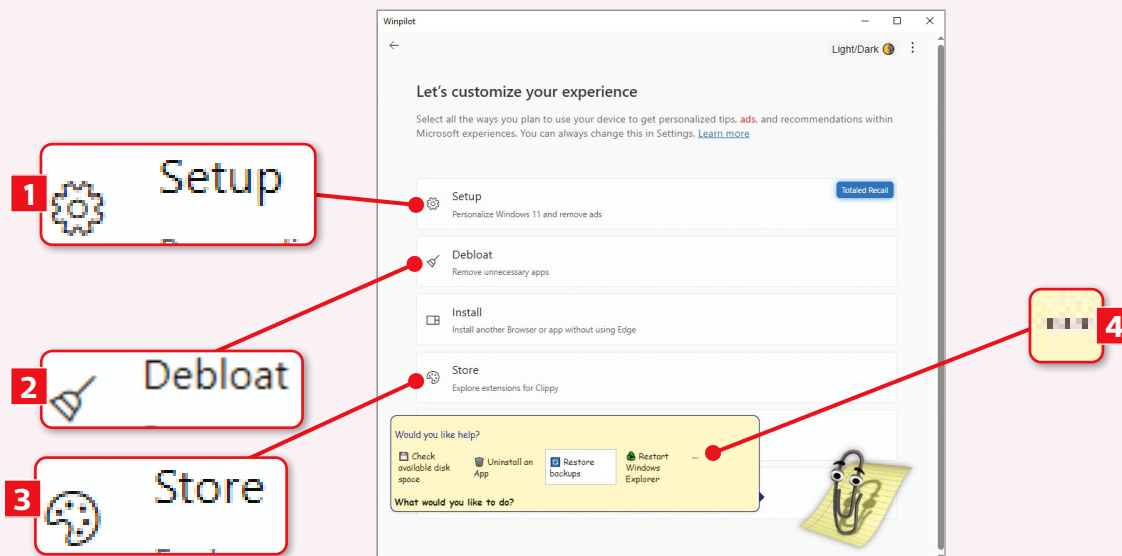 Winpilot
Light/Dark
Let's customize your experience
Select all the ways you plan to use your device to get personalized tips, ads, and recommendations within
Microsoft experiences. You can always change this in Settings. Learn more
1
Setup
Setup
Totaled Recall
Personalize Windows 11 and remove ads
Debloat
Remove unnecessary apps
Install
Install another Browser or app without using Edge
4
...
2
Debloat
Store
Explore extensions for Clippy
Would you like help?
Check
available disk
space
Uninstall an
App
Restore
backups
Restart
Windows
Explorer
...
What would you like to do?
3
Store